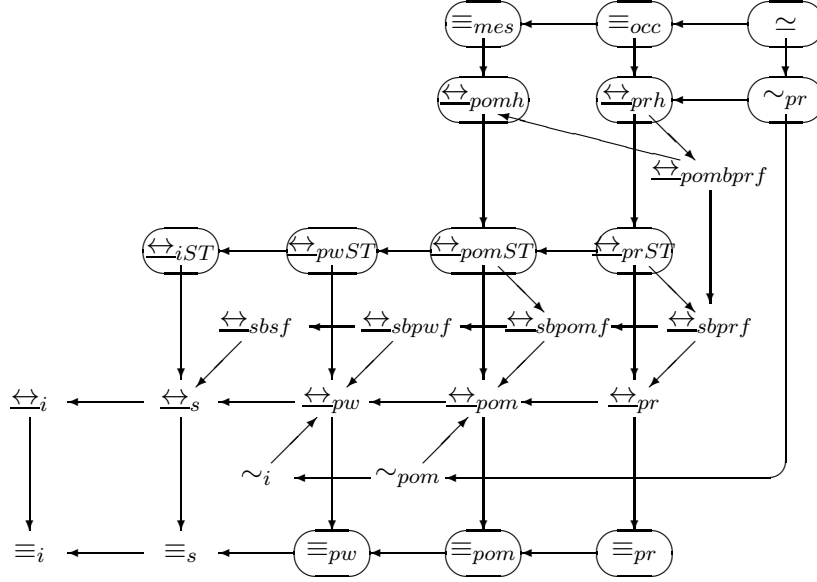 ≡mes ≡occ ≃
↔pomh ↔prh ∼pr
↔pombprf
↔iST ↔pwST ↔pomST ↔prST
↔sbsf ↔sbpwf ↔sbpomf ↔sbprf
↔i ↔s ↔pw ↔pom ↔pr
∼i ∼pom
≡i ≡s ≡pw ≡pom ≡pr